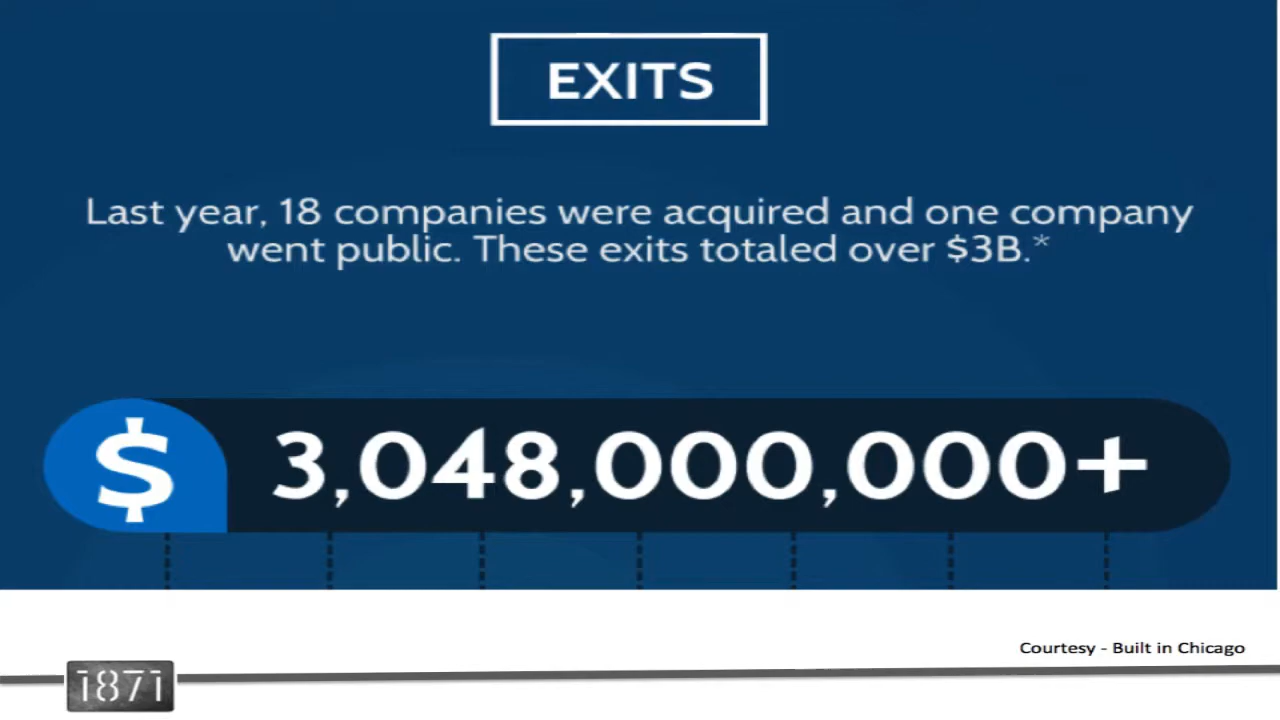 EXITS
Last year, 18 companies were acquired and one company
went public. These exits totaled over $3B.*
$ 3,048,000,000+
Courtesy - Built in Chicago
1871